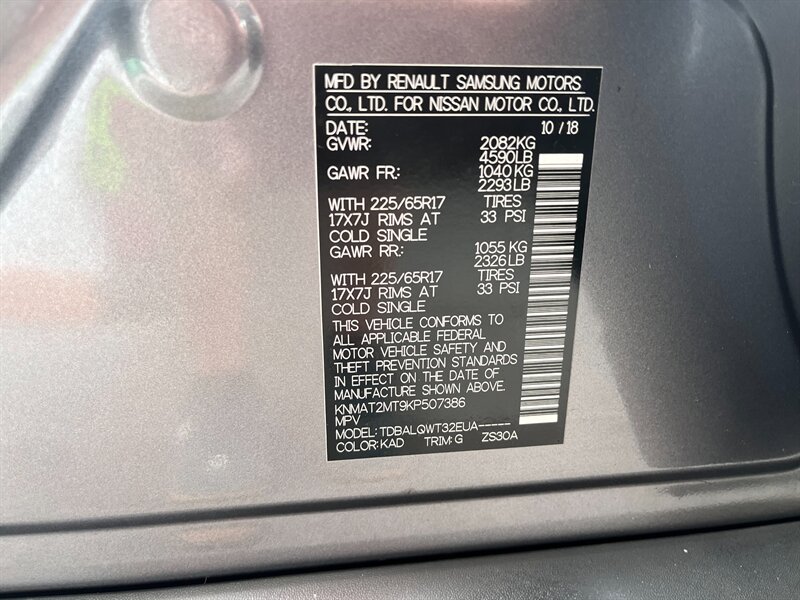 MFD BY RENAULT SAMSUNG MOTORS
CO., LTD. FOR NISSAN MOTOR CO., LTD.
DATE: 10 / 18
GVWR: 2082KG
4590LB
GAWR FR: 1040KG
2293LB
WITH 225/65R17 TIRES
17X7J RIMS AT 33 PSI
COLD SINGLE
GAWR RR: 1055KG
2326LB
WITH 225/65R17 TIRES
17X7J RIMS AT 33 PSI
COLD SINGLE
THIS VEHICLE CONFORMS TO
ALL APPLICABLE FEDERAL
MOTOR VEHICLE SAFETY AND
THEFT PREVENTION STANDARDS
IN EFFECT ON THE DATE OF
MANUFACTURE SHOWN ABOVE.
KNMAT2MT9KP507386
MPV
MODEL: TDBALQWT32EUA-----
COLOR: KAD TRIM: G ZS30A